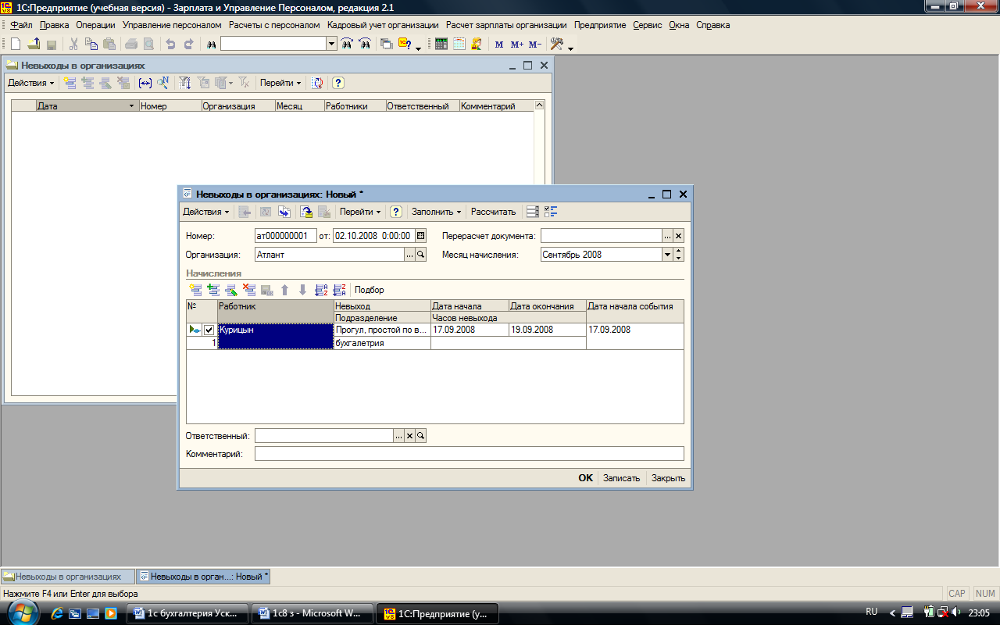 1С:Предприятие (учебная версия) - Зарплата и Управление Персоналом, редакция 2.1
Файл Правка Операции Управление персоналом Расчеты с персоналом Кадровый учет организации Расчет зарплаты организации Предприятие Сервис Окна Справка
M M+ M-
Невыходы в организациях
Действия Перейти
Дата Номер Организация Месяц Работники Ответственный Комментарий
Невыходы в организациях: Новый *
Действия Перейти Заполнить Рассчитать
Номер: ат000000001 от: 02.10.2008 0:00:00 Перерасчет документа:
Организация: Атлант Месяц начисления: Сентябрь 2008
Начисления
Подбор
№ Работник Невыход Дата начала Дата окончания Дата начала события
Подразделение Часов невыхода
Курицын Прогул, простой по в... 17.09.2008 19.09.2008 17.09.2008
1 бухгалетрия
Ответственный:
Комментарий:
OK Записать Закрыть
Невыходы в организациях Невыходы в орган...: Новый *
Нажмите F4 или Enter для выбора CAP NUM
1с бухгалтерия Уск... 1с8 з - Microsoft W... 1С:Предприятие (у... RU 23:05